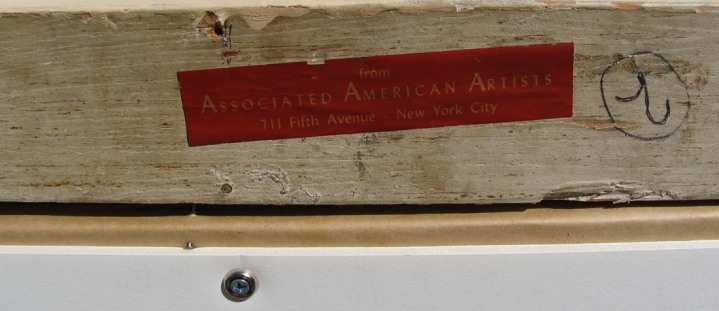 from
Associated American Artists
711 Fifth Avenue - New York City